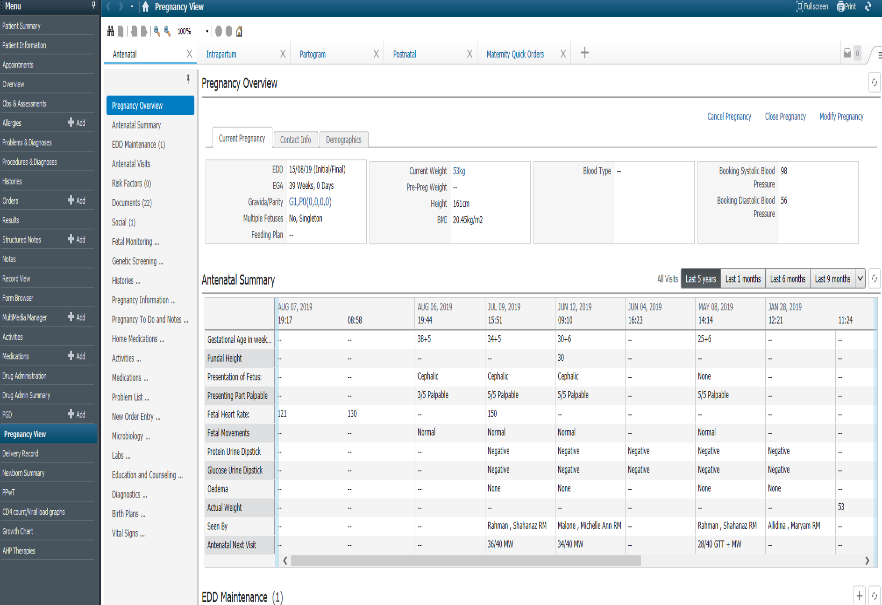 Menu
Patient Summary
Patient Information
Appointments
Overview
Obs & Assessments
Allergies Add
Problems & Diagnoses
Procedures & Diagnoses
Histories
Orders Add
Results
Structured Notes Add
Notes
Record View
Form Browser
MultiMedia Manager Add
Activities
Medications Add
Drug Administration
Drug Admin Summary
PGD Add
Pregnancy View
Delivery Record
Newborn Summary
PPwT
CD4 count/Viral load graphs
Growth Chart
AHP Therapies
Pregnancy View
Full screen Print
100%
Antenatal Intrapartum Partogram Postnatal Maternity Quick Orders
0
Pregnancy Overview
Antenatal Summary
EDD Maintenance (1)
Antenatal Visits
Risk Factors (0)
Documents (22)
Social (1)
Fetal Monitoring ...
Genetic Screening ...
Histories ...
Pregnancy Information ...
Pregnancy To Do and Notes ...
Home Medications ...
Activities ...
Medications ...
Problem List ...
New Order Entry ...
Microbiology ...
Labs ...
Education and Counseling ...
Diagnostics ...
Birth Plans ...
Vital Signs ...
Pregnancy Overview
Cancel Pregnancy Close Pregnancy Modify Pregnancy
Current Pregnancy Contact Info Demographics
EDD 15/08/19 (Initial/Final)
EGA 39 Weeks, 0 Days
Gravida/Parity G1,P0(0,0,0,0)
Multiple Fetuses No, Singleton
Feeding Plan --
Current Weight 53kg
Pre-Preg Weight --
Height 161cm
BMI 20.45kg/m2
Blood Type --
Booking Systolic Blood Pressure 98
Booking Diastolic Blood Pressure 56
Antenatal Summary
All Visits Last 5 years Last 1 months Last 6 months Last 9 months
AUG 07, 2019 AUG 06, 2019 JUL 09, 2019 JUN 12, 2019 JUN 04, 2019 MAY 08, 2019 JAN 28, 2019
19:17 08:58 19:44 15:51 09:10 16:23 14:14 12:21 11:24
Gestational Age in week... -- -- 38+5 34+5 30+6 -- 25+6 -- --
Fundal Height -- -- -- -- 30 -- -- -- --
Presentation of Fetus: -- -- Cephalic Cephalic Cephalic -- None -- --
Presenting Part Palpable -- -- 3/5 Palpable 5/5 Palpable 5/5 Palpable -- 5/5 Palpable -- --
Fetal Heart Rate: 121 130 -- 150 -- -- -- -- --
Fetal Movements -- -- Normal Normal Normal -- Normal -- --
Protein Urine Dipstick -- -- -- Negative Negative Negative Negative Negative --
Glucose Urine Dipstick -- -- -- Negative Negative Negative Negative Negative --
Oedema -- -- -- None None -- None None --
Actual Weight -- -- -- -- -- -- -- -- 53
Seen By -- -- -- Rahman , Shahanaz RM Malone , Michelle Ann RM -- Rahman , Shahanaz RM Allidina , Maryam RM --
Antenatal Next Visit -- -- -- 36/40 MW 34/40 MW -- 28/40 GTT + MW -- --
EDD Maintenance (1)